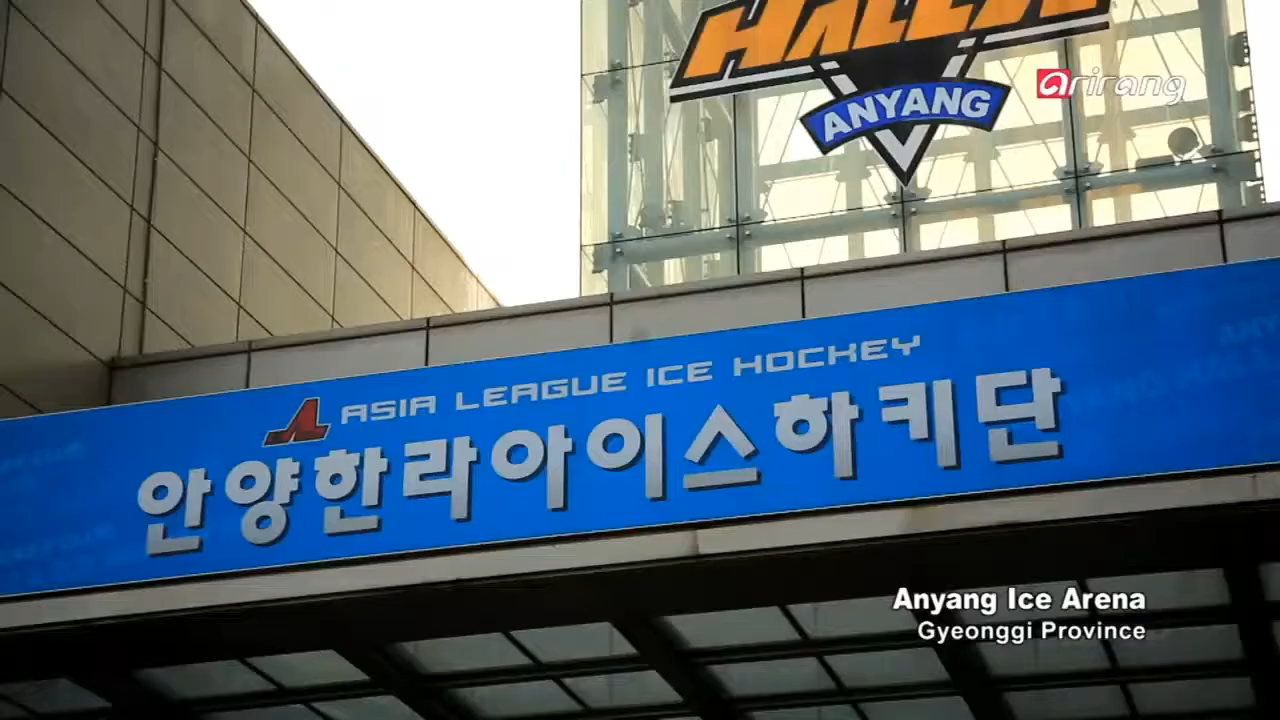 HALLA
ANYANG
arirang
ASIA LEAGUE ICE HOCKEY
안양한라아이스하키단
Anyang Ice Arena
Gyeonggi Province